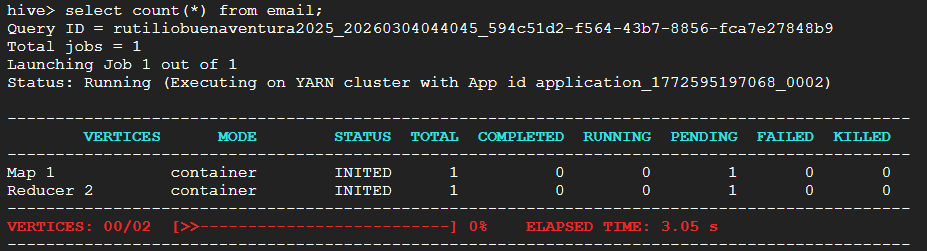 hive> select count(*) from email;
Query ID = rutiliobuenaventura2025_20260304044045_594c51d2-f564-43b7-8856-fca7e27848b9
Total jobs = 1
Launching Job 1 out of 1
Status: Running (Executing on YARN cluster with App id application_1772595197068_0002)
----------------------------------------------------------------------------------------------
VERTICES MODE STATUS TOTAL COMPLETED RUNNING PENDING FAILED KILLED
----------------------------------------------------------------------------------------------
Map 1 container INITED 1 0 0 1 0 0
Reducer 2 container INITED 1 0 0 1 0 0
----------------------------------------------------------------------------------------------
VERTICES: 00/02 [>>--------------------------] 0% ELAPSED TIME: 3.05 s
----------------------------------------------------------------------------------------------